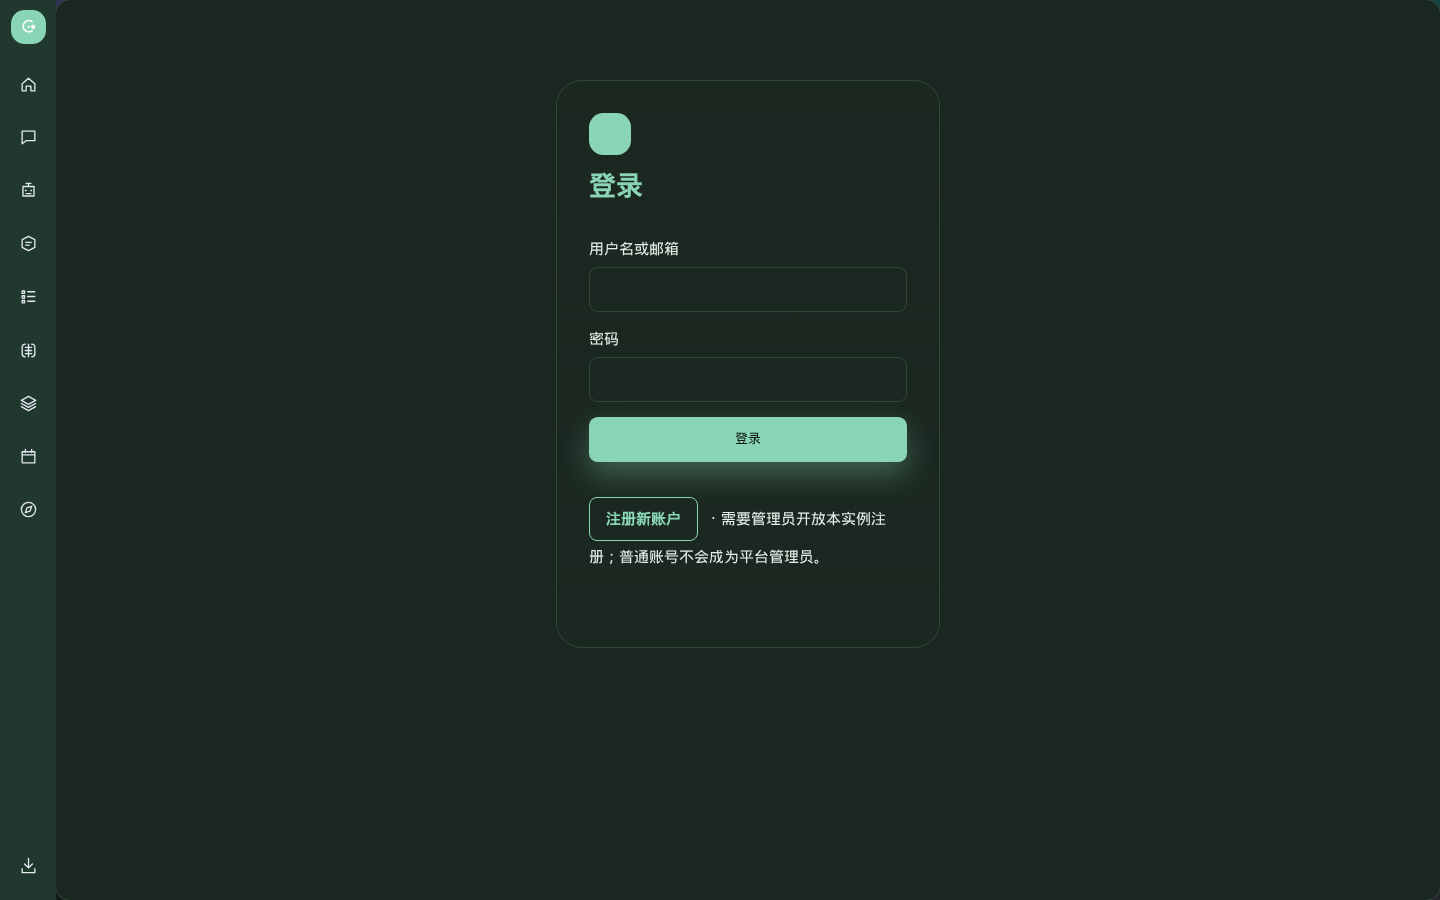 登录
用户名或邮箱
密码
登录
注册新账户 · 需要管理员开放本实例注
册；普通账号不会成为平台管理员。